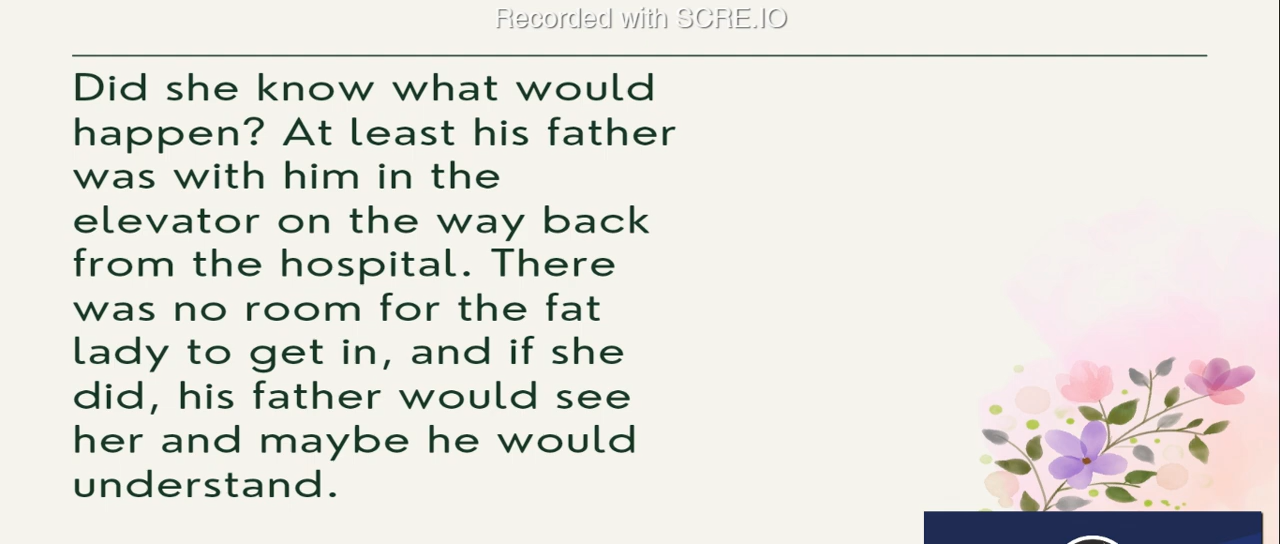 Recorded with SCRE.IO
Did she know what would
happen? At least his father
was with him in the
elevator on the way back
from the hospital. There
was no room for the fat
lady to get in, and if she
did, his father would see
her and maybe he would
understand.